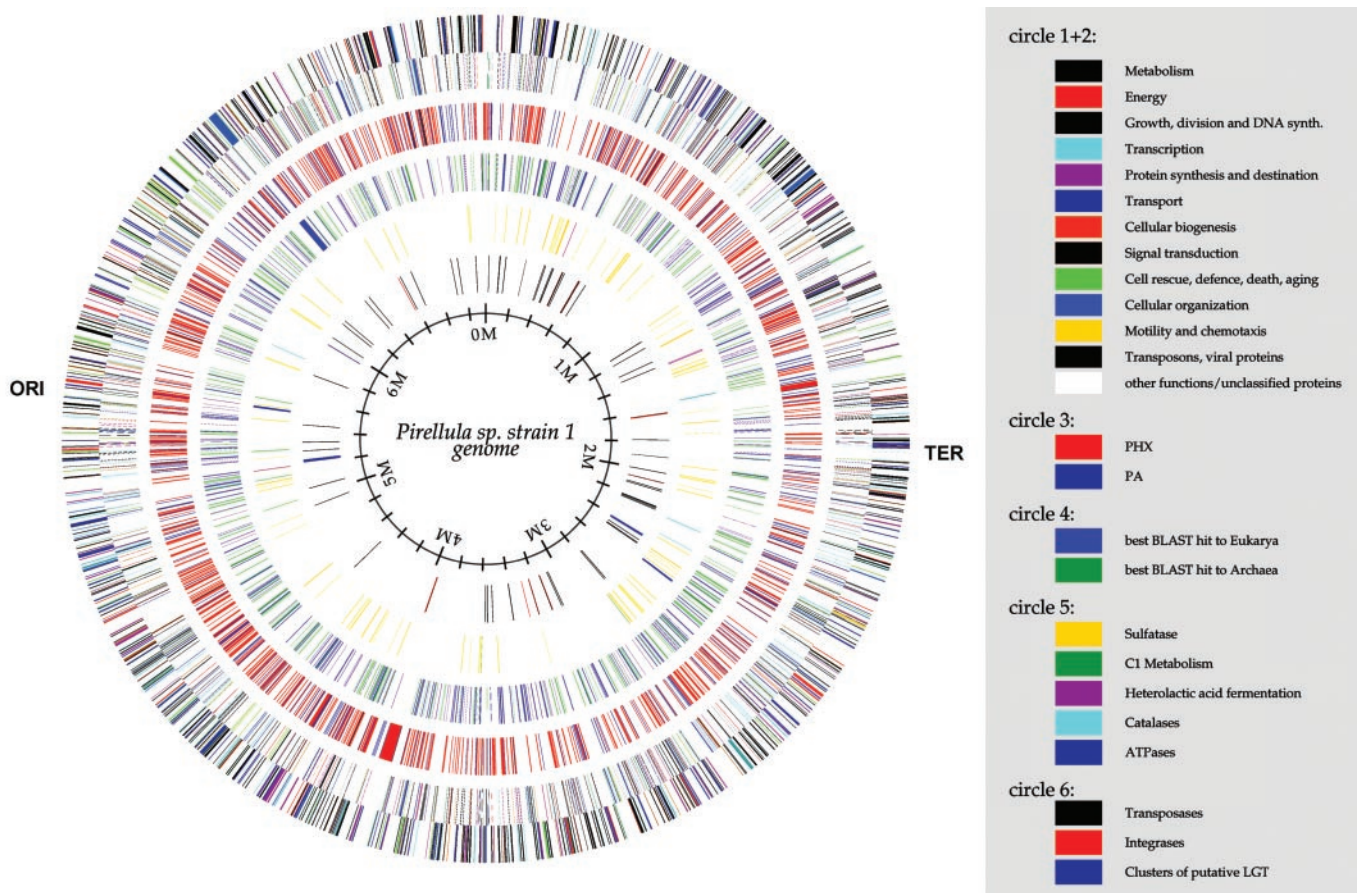 ORI
TER
0M
1M
2M
3M
4M
5M
6M
Pirellula sp. strain 1
genome
circle 1+2:
Metabolism
Energy
Growth, division and DNA synth.
Transcription
Protein synthesis and destination
Transport
Cellular biogenesis
Signal transduction
Cell rescue, defence, death, aging
Cellular organization
Motility and chemotaxis
Transposons, viral proteins
other functions/unclassified proteins
circle 3:
PHX
PA
circle 4:
best BLAST hit to Eukarya
best BLAST hit to Archaea
circle 5:
Sulfatase
C1 Metabolism
Heterolactic acid fermentation
Catalases
ATPases
circle 6:
Transposases
Integrases
Clusters of putative LGT